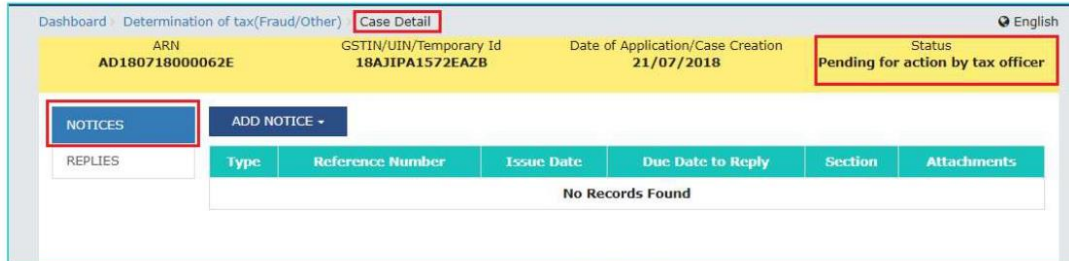 Dashboard › Determination of tax(Fraud/Other) › Case Detail English
ARN GSTIN/UIN/Temporary Id Date of Application/Case Creation Status
AD180718000062E 18AJIPA1572EAZB 21/07/2018 Pending for action by tax officer
NOTICES ADD NOTICE
REPLIES Type Reference Number Issue Date Due Date to Reply Section Attachments
No Records Found